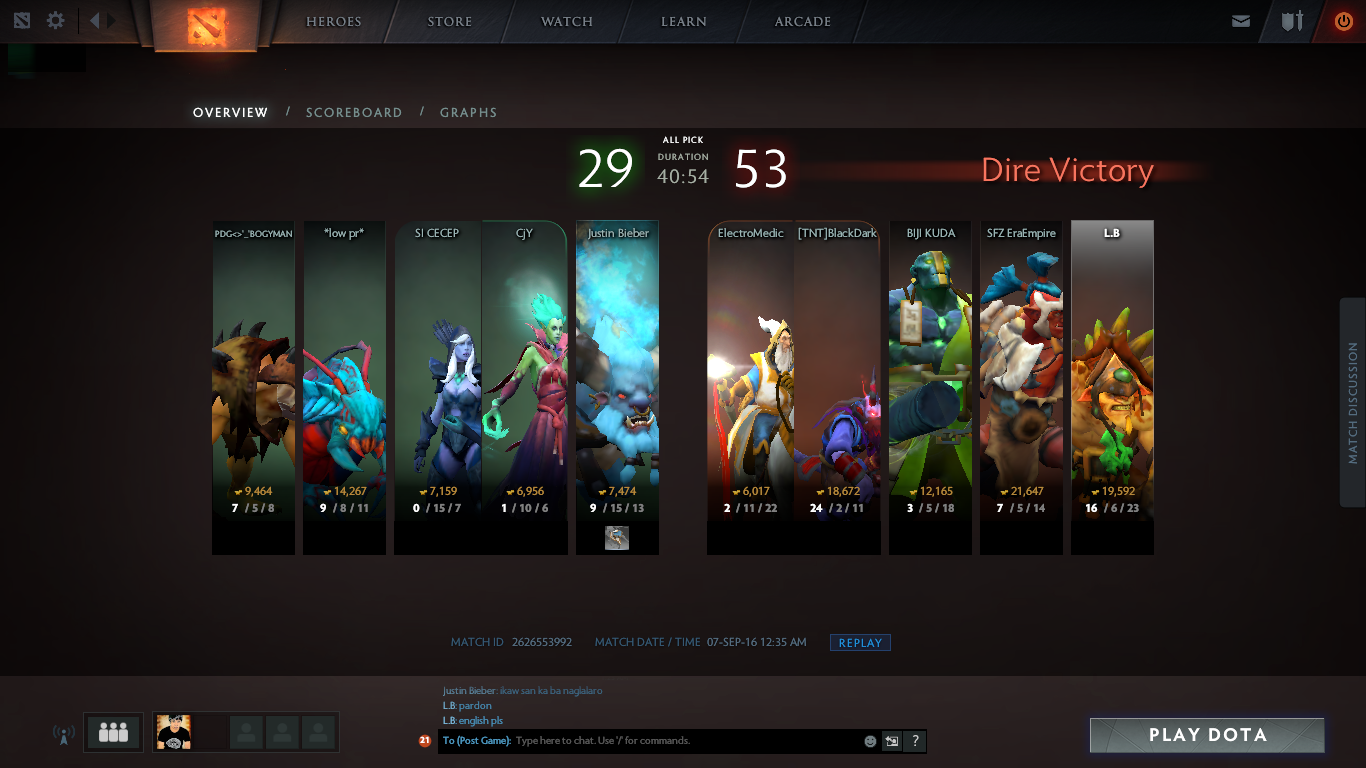 HEROES STORE WATCH LEARN ARCADE
OVERVIEW / SCOREBOARD / GRAPHS
29 ALL PICK DURATION 40:54 53 Dire Victory
PDG<>'_'BOGYMAN *low pr* SI CECEP CjY Justin Bieber ElectroMedic [TNT]BlackDark BIJI KUDA SFZ EraEmpire L.B
9,464 14,267 7,159 6,956 7,474 6,017 18,672 12,165 21,647 19,592
7 / 5 / 8 9 / 8 / 11 0 / 15 / 7 1 / 10 / 6 9 / 15 / 13 2 / 11 / 22 24 / 2 / 11 3 / 5 / 18 7 / 5 / 14 16 / 6 / 23
MATCH DISCUSSION
MATCH ID 2626553992 MATCH DATE / TIME 07-SEP-16 12:35 AM REPLAY
Justin Bieber: ikaw san ka ba naglalaro
L.B: pardon
L.B: english pls
21 To (Post Game): Type here to chat. Use '/' for commands. ?
PLAY DOTA